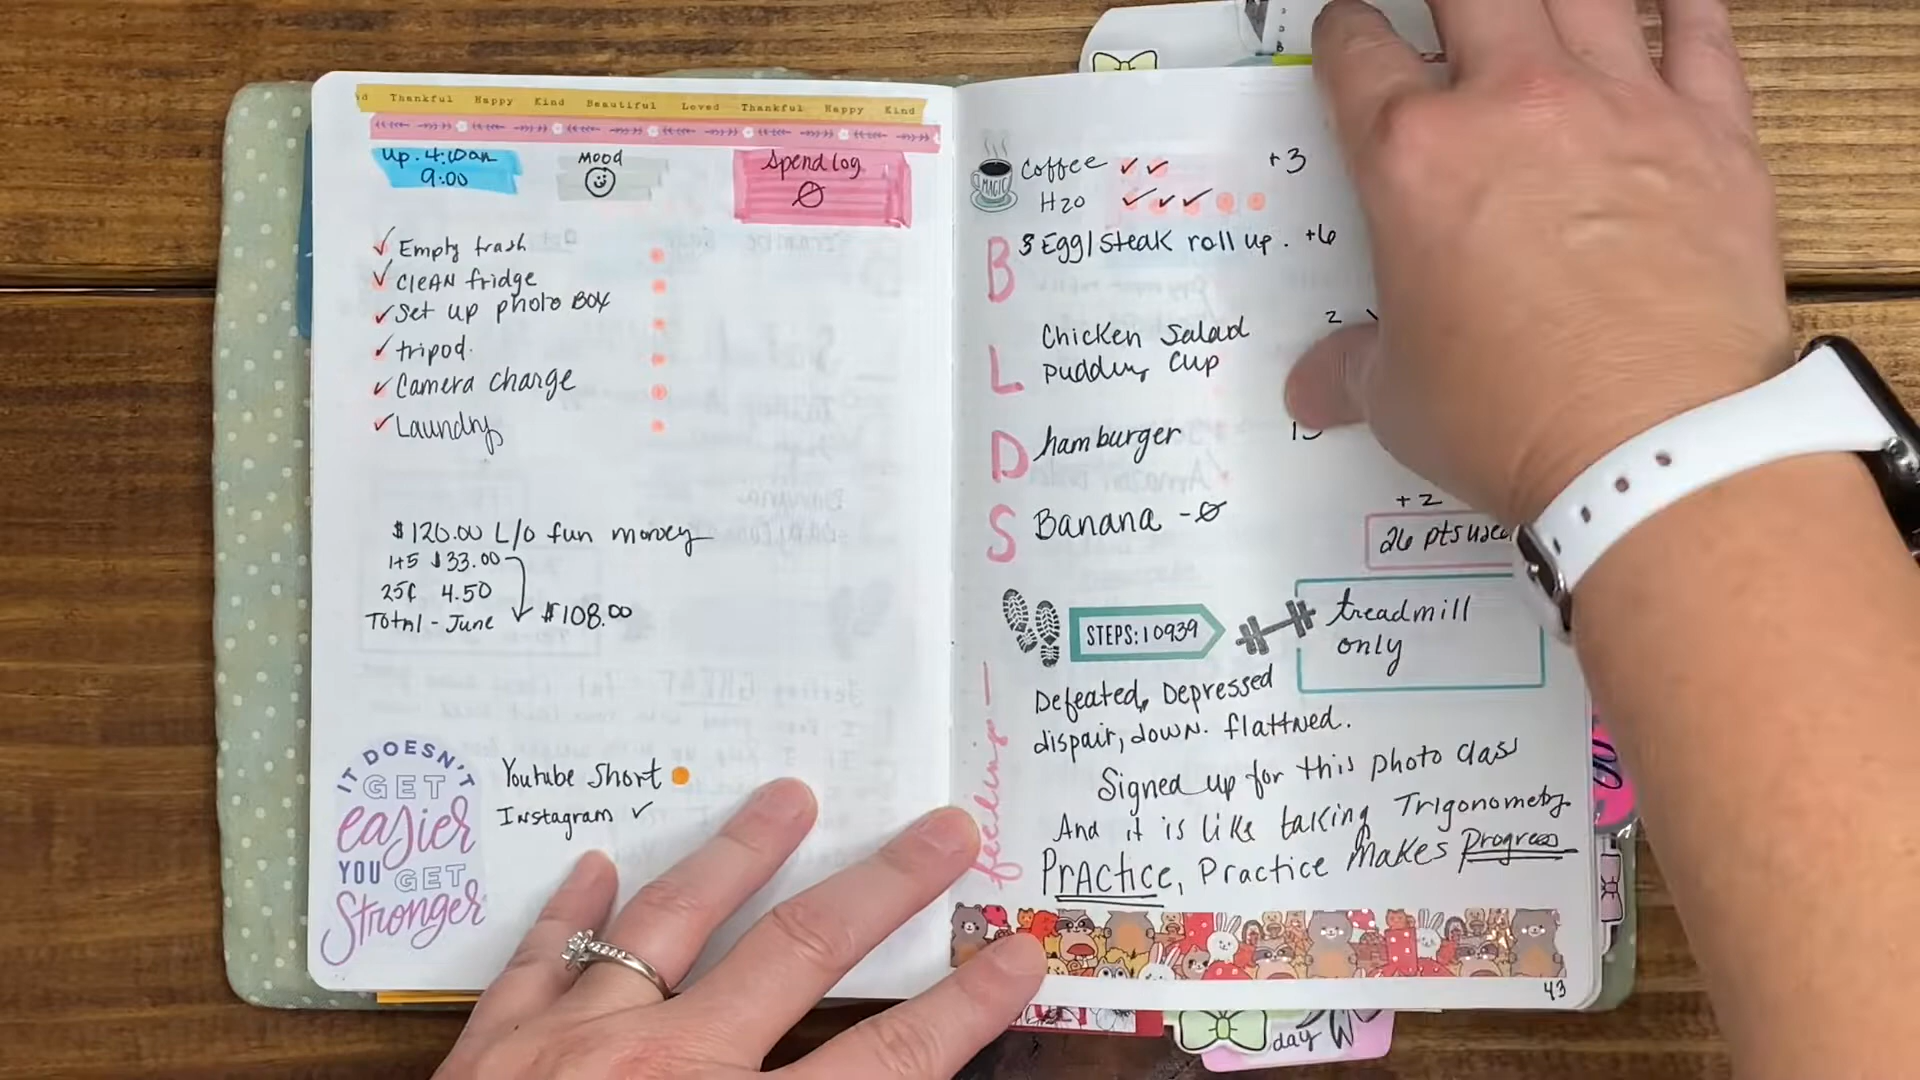 Thankful Happy Kind Beautiful Loved Thankful Happy Kind
up. 4:10am
9:00
Mood
Spend log
Ø
✓ Empty trash
✓ CleAN fridge
✓ Set up photo BOX
✓ tripod.
✓ Camera charge
✓ Laundry
$120.00 L/o fun money
1+5 $33.00
25¢ 4.50
Total - June $108.00
IT DOESN'T
GET
easier
YOU GET
Stronger
Youtube Short
Instagram ✓
MAGIC
Coffee ✓✓ +3
H20 ✓✓✓
B
3 Egg/Steak roll up. +6
L
Chicken Salad 2
pudding cup
D
hamburger
S
Banana - Ø
+2
26 pts used
STEPS: 10939
treadmill
only
feelings -
Defeated, Depressed
dispair, down. flattned.
Signed up for this photo class
And it is like taking Trigonometry
PrActice, Practice makes Progress
43
day